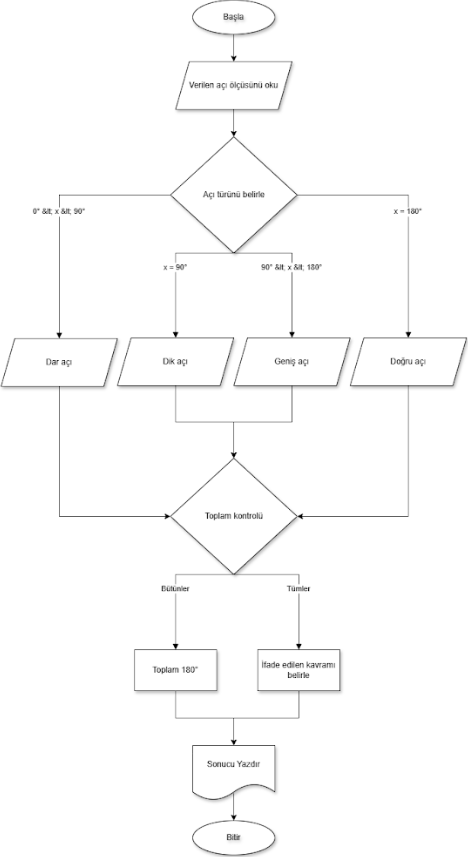 Başla
Verilen açı ölçüsünü oku
Açı türünü belirle
0° &lt; x &lt; 90°
x = 180°
x = 90°
90° &lt; x &lt; 180°
Dar açı
Dik açı
Geniş açı
Doğru açı
Toplam kontrolü
Bütünler
Tümler
Toplam 180°
İfade edilen kavramı
belirle
Sonucu Yazdır
Bitir